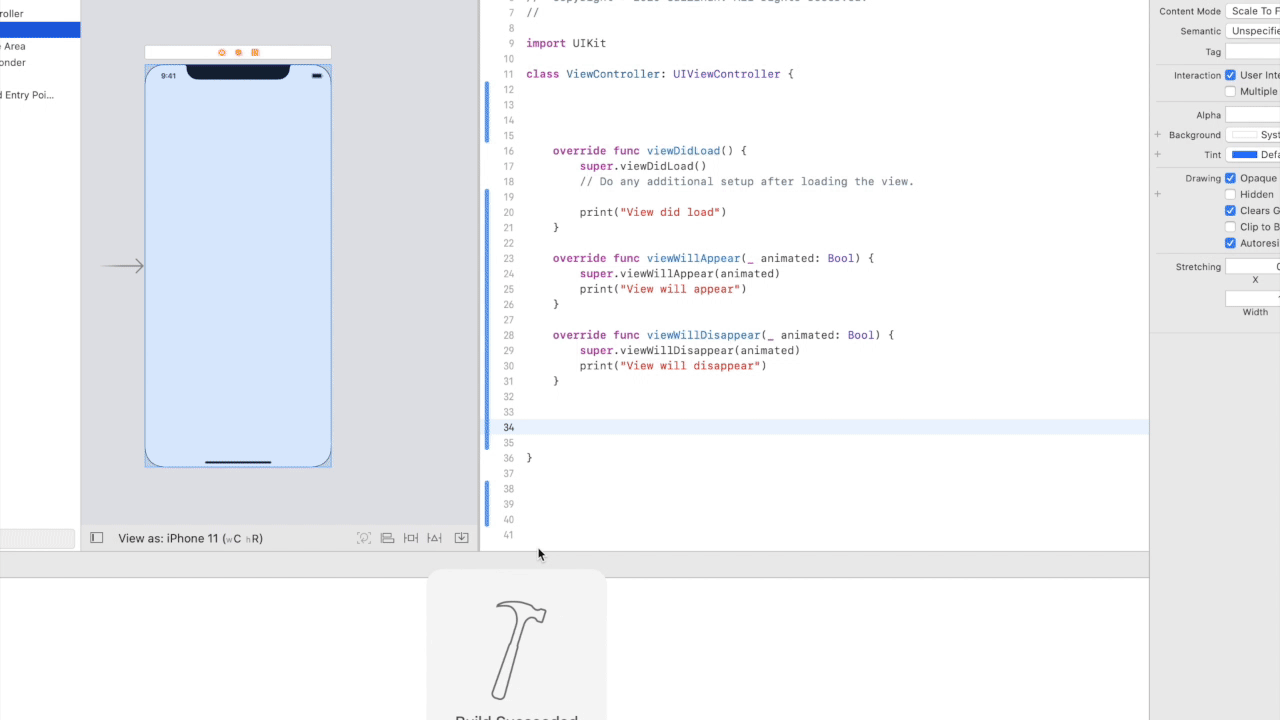 roller
Area
onder
d Entry Poi...
9:41
View as: iPhone 11 (wC hR)
6
7 //
8
9 import UIKit
10
11 class ViewController: UIViewController {
12
13
14
15
16 override func viewDidLoad() {
17 super.viewDidLoad()
18 // Do any additional setup after loading the view.
19
20 print("View did load")
21 }
22
23 override func viewWillAppear(_ animated: Bool) {
24 super.viewWillAppear(animated)
25 print("View will appear")
26 }
27
28 override func viewWillDisappear(_ animated: Bool) {
29 super.viewWillDisappear(animated)
30 print("View will disappear")
31 }
32
33
34
35
36 }
37
38
39
40
41
Build Succeeded
Content Mode Scale To F
Semantic Unspecifie
Tag
Interaction User Inte
Multiple
Alpha
Background Syst
Tint Defa
Drawing Opaque
Hidden
Clears G
Clip to B
Autoresi
Stretching
X
Width